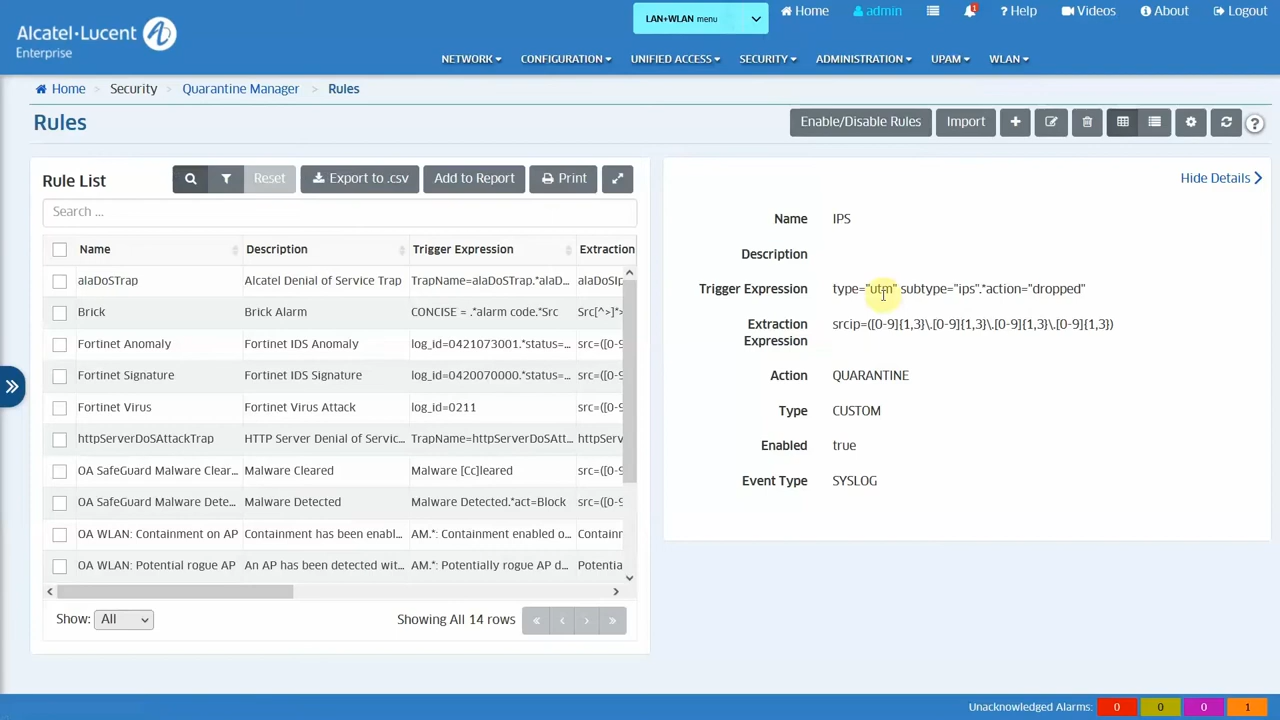 Alcatel·Lucent
Enterprise
LAN+WLAN menu
Home
admin
1
? Help
Videos
About
Logout
NETWORK
CONFIGURATION
UNIFIED ACCESS
SECURITY
ADMINISTRATION
UPAM
WLAN
Home > Security > Quarantine Manager > Rules
Rules
Enable/Disable Rules
Import
?
Rule List
Reset
Export to .csv
Add to Report
Print
Search ...
Name Description Trigger Expression Extraction
alaDoSTrap Alcatel Denial of Service Trap TrapName=alaDoSTrap.*alaD... alaDoSIp
Brick Brick Alarm CONCISE = .*alarm code.*Src Src[^>]*>
Fortinet Anomaly Fortinet IDS Anomaly log_id=0421073001.*status=... src=([0-9
Fortinet Signature Fortinet IDS Signature log_id=0420070000.*status=... src=([0-9
Fortinet Virus Fortinet Virus Attack log_id=0211 src=([0-9
httpServerDoSAttackTrap HTTP Server Denial of Servic... TrapName=httpServerDoSAtt... httpServe
OA SafeGuard Malware Clear... Malware Cleared Malware [Cc]leared src=([0-9
OA SafeGuard Malware Dete... Malware Detected Malware Detected.*act=Block src=([0-9
OA WLAN: Containment on AP Containment has been enabl... AM.*: Containment enabled o... Containm
OA WLAN: Potential rogue AP An AP has been detected wit... AM.*: Potentially rogue AP d... Potential
Show: All
Showing All 14 rows
« ‹ › »
Hide Details
Name IPS
Description
Trigger Expression type="utm" subtype="ips".*action="dropped"
Extraction Expression srcip=([0-9]{1,3}\.[0-9]{1,3}\.[0-9]{1,3}\.[0-9]{1,3})
Action QUARANTINE
Type CUSTOM
Enabled true
Event Type SYSLOG
Unacknowledged Alarms: 0 0 0 1